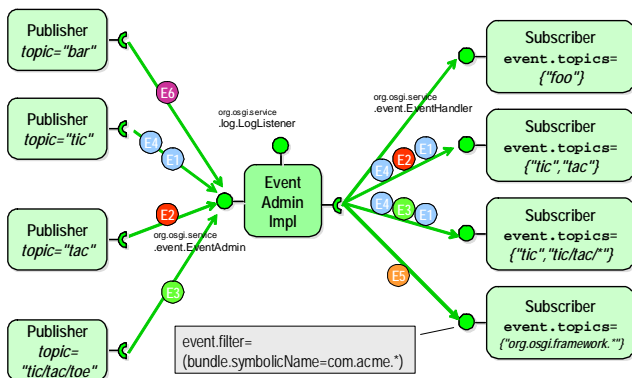 Publisher
topic="bar"
Publisher
topic="tic"
Publisher
topic="tac"
Publisher
topic=
"tic/tac/toe"
E6
E4
E1
E2
E3
org.osgi.service
.log.LogListener
org.osgi.service
.event.EventAdmin
Event
Admin
Impl
org.osgi.service
.event.EventHandler
E4
E2
E1
E4
E3
E1
E5
Subscriber
event.topics=
{"foo"}
Subscriber
event.topics=
{"tic","tac"}
Subscriber
event.topics=
{"tic","tic/tac/*"}
Subscriber
event.topics=
{"org.osgi.framework.*"}
event.filter=
(bundle.symbolicName=com.acme.*)